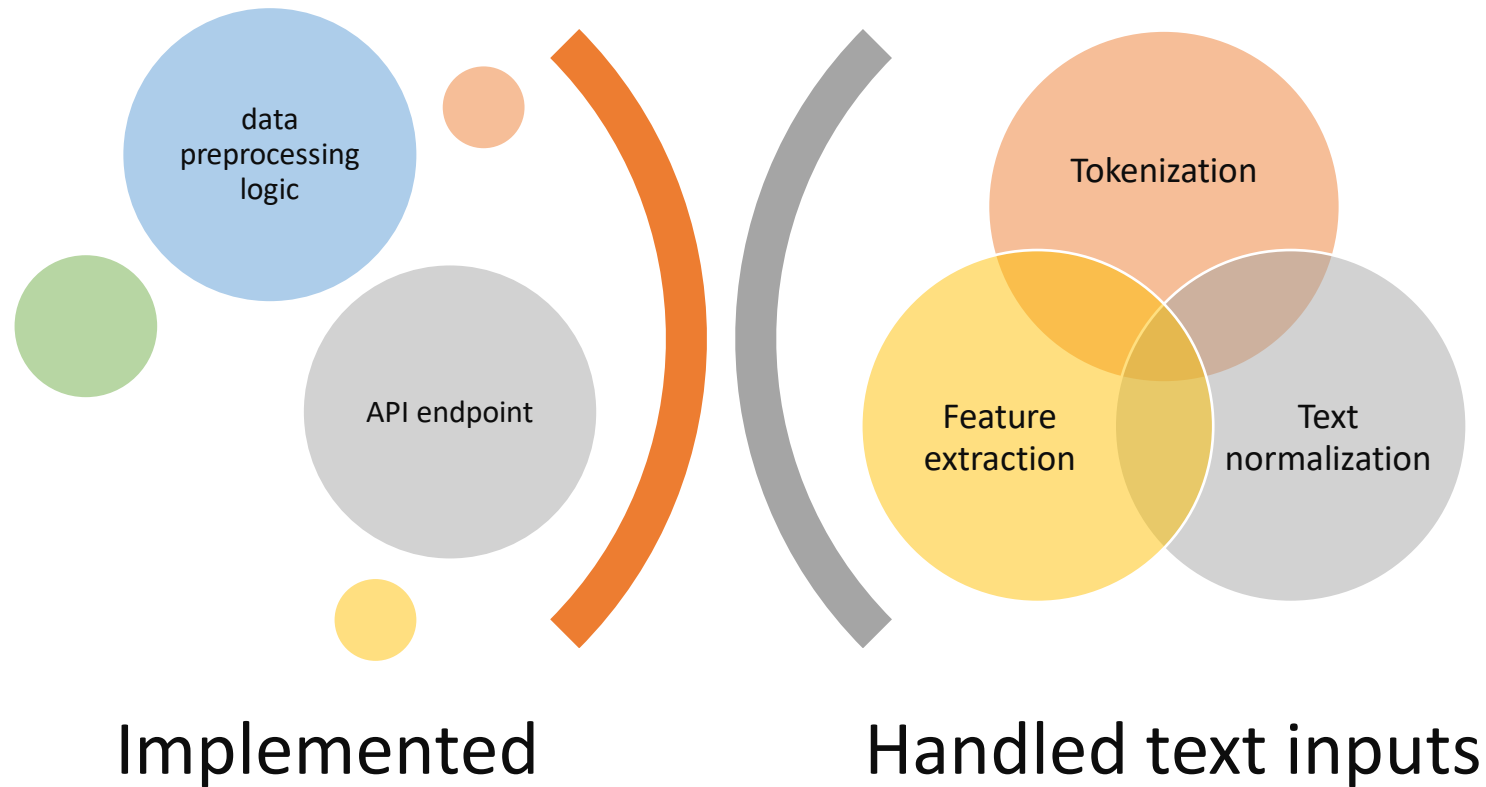 data
preprocessing
logic
API endpoint
Implemented
Tokenization
Feature
extraction
Text
normalization
Handled text inputs